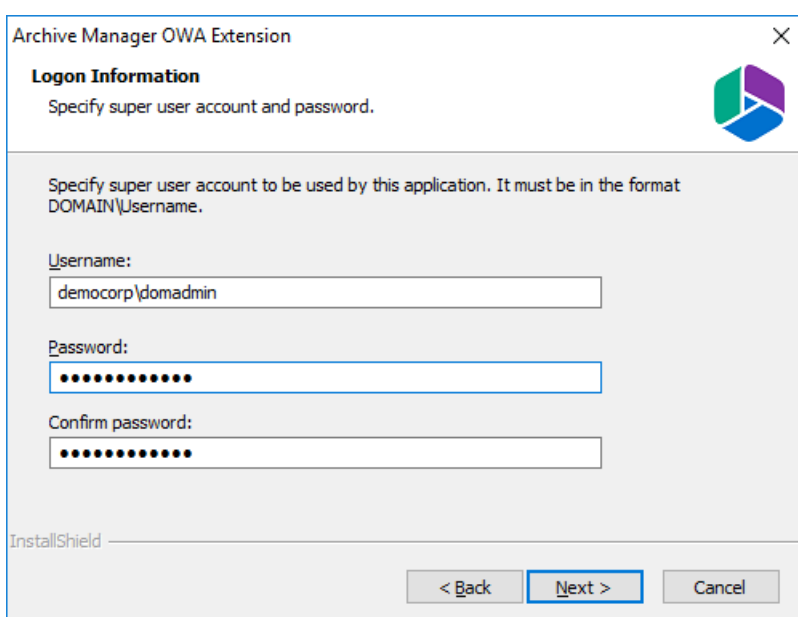 Archive Manager OWA Extension
Logon Information
Specify super user account and password.
Specify super user account to be used by this application. It must be in the format
DOMAIN\Username.
Username:
democorp\domadmin
Password:
●●●●●●●●●●●●
Confirm password:
●●●●●●●●●●●●
InstallShield
< Back Next > Cancel